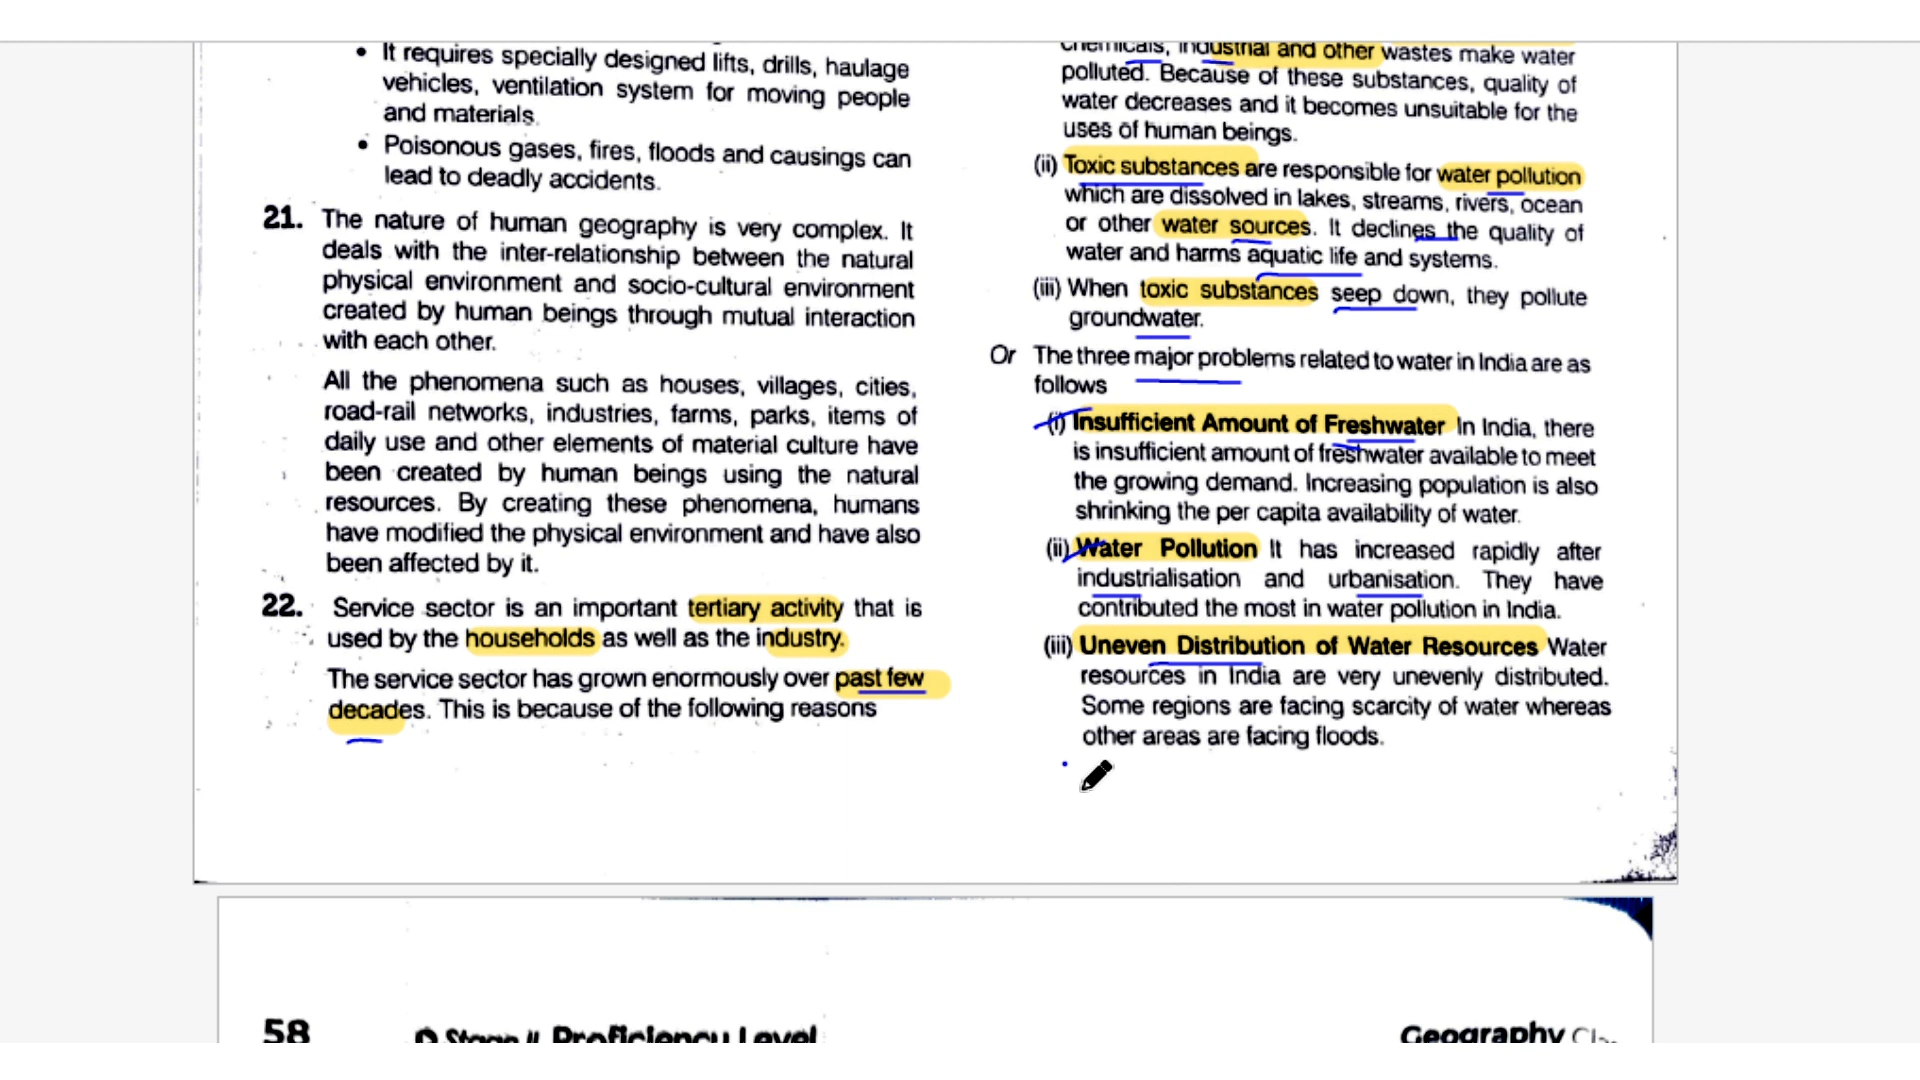 • It requires specially designed lifts, drills, haulage
vehicles, ventilation system for moving people
and materials.
• Poisonous gases, fires, floods and causings can
lead to deadly accidents.
21. The nature of human geography is very complex. It
deals with the inter-relationship between the natural
physical environment and socio-cultural environment
created by human beings through mutual interaction
with each other.
All the phenomena such as houses, villages, cities,
road-rail networks, industries, farms, parks, items of
daily use and other elements of material culture have
been created by human beings using the natural
resources. By creating these phenomena, humans
have modified the physical environment and have also
been affected by it.
22. Service sector is an important tertiary activity that is
used by the households as well as the industry.
The service sector has grown enormously over past few
decades. This is because of the following reasons
chemicals, industrial and other wastes make water
polluted. Because of these substances, quality of
water decreases and it becomes unsuitable for the
uses of human beings.
(ii) Toxic substances are responsible for water pollution
which are dissolved in lakes, streams, rivers, ocean
or other water sources. It declines the quality of
water and harms aquatic life and systems.
(iii) When toxic substances seep down, they pollute
groundwater.
Or The three major problems related to water in India are as
follows
(i) Insufficient Amount of Freshwater In India, there
is insufficient amount of freshwater available to meet
the growing demand. Increasing population is also
shrinking the per capita availability of water.
(ii) Water Pollution It has increased rapidly after
industrialisation and urbanisation. They have
contributed the most in water pollution in India.
(iii) Uneven Distribution of Water Resources Water
resources in India are very unevenly distributed.
Some regions are facing scarcity of water whereas
other areas are facing floods.
58 Stage II Proficiency Level
Geography